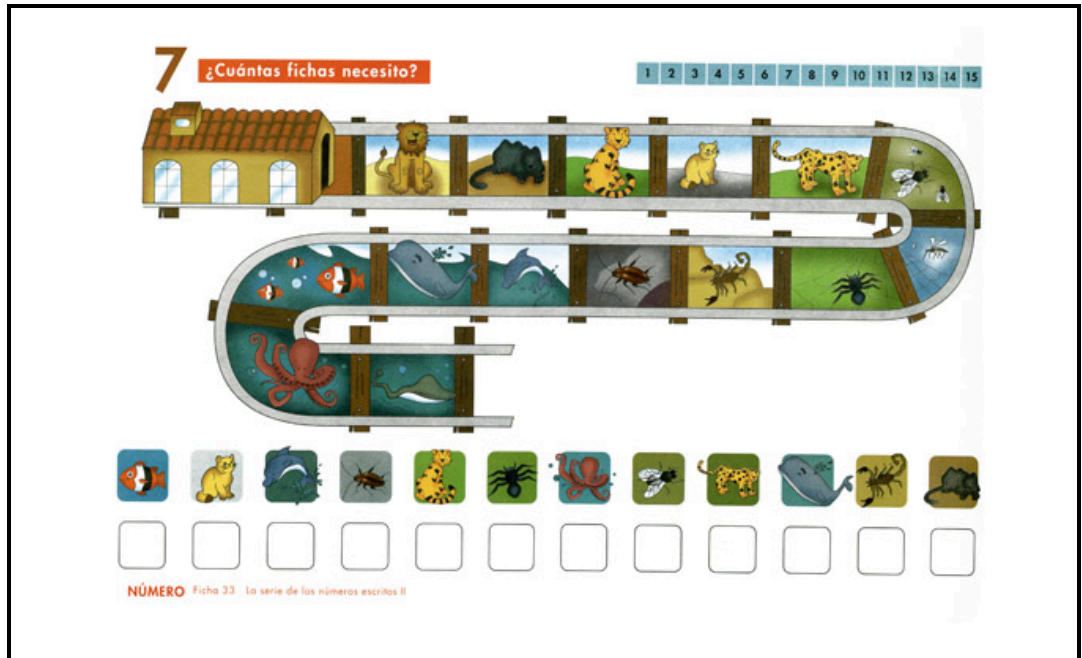 7
¿Cuántas fichas necesito?
1 2 3 4 5 6 7 8 9 10 11 12 13 14 15
NÚMERO Ficha 33 La serie de los números escritos II